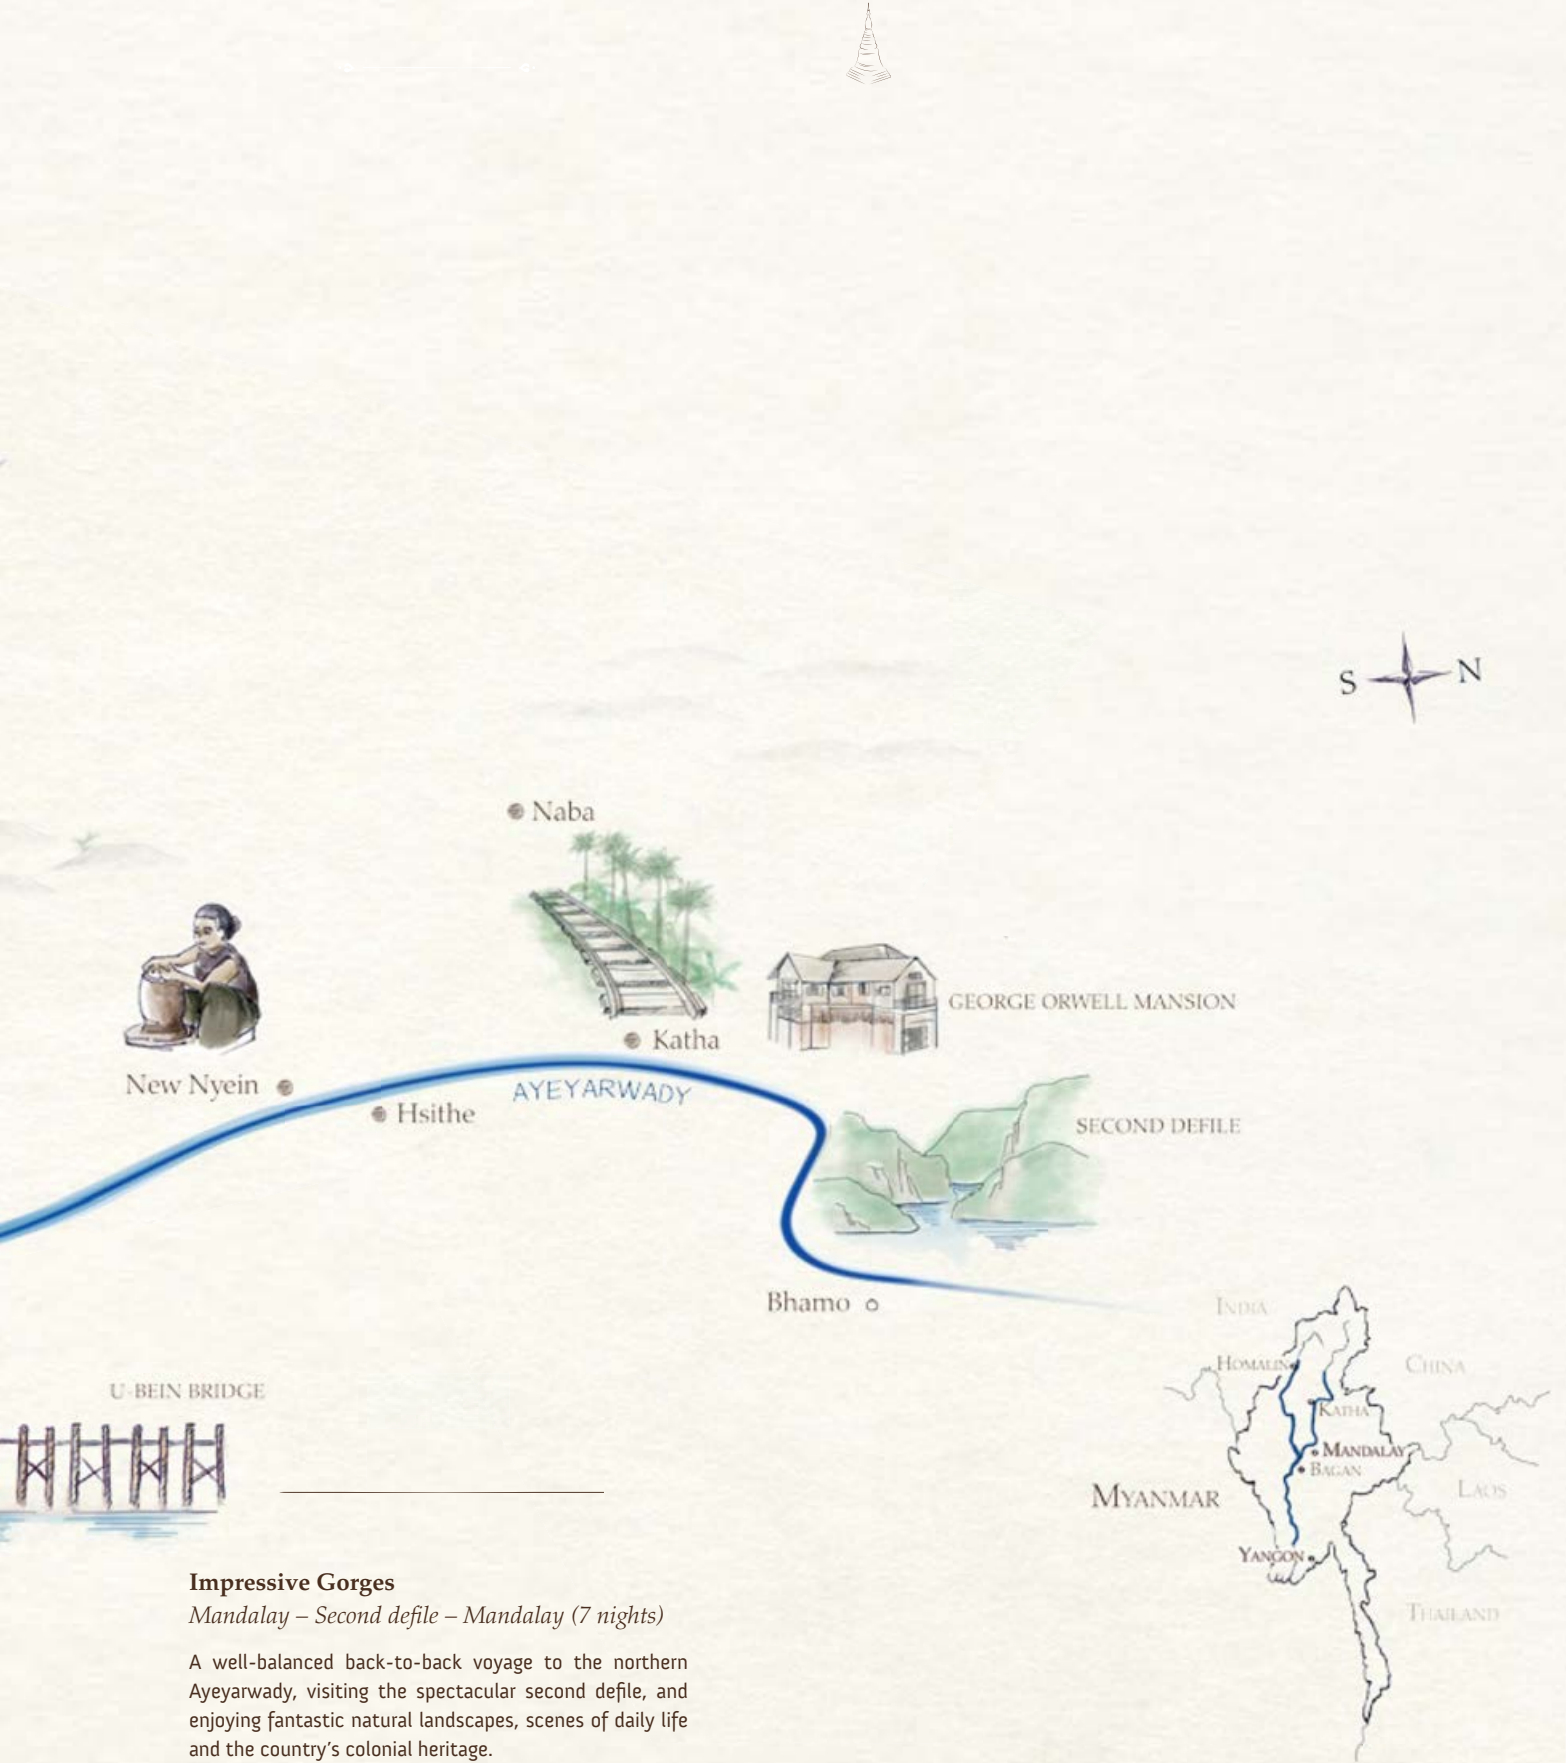 S N
Naba
GEORGE ORWELL MANSION
Katha
New Nyein
AYEYARWADY
Hsithe
SECOND DEFILE
Bhamo
INDIA
HOMALIN
CHINA
KATHA
U-BEIN BRIDGE
MANDALAY
BAGAN
LAOS
MYANMAR
YANGON
THAILAND
Impressive Gorges
Mandalay – Second defile – Mandalay (7 nights)
A well-balanced back-to-back voyage to the northern
Ayeyarwady, visiting the spectacular second defile, and
enjoying fantastic natural landscapes, scenes of daily life
and the country’s colonial heritage.